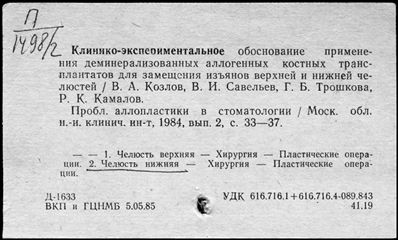 П
1498/2
Клинико-экспериментальное обоснование примене-
ния деминерализованных аллогенных костных транс-
плантатов для замещения изъянов верхней и нижней че-
люстей / В. А. Козлов, В. И. Савельев, Г. Б. Трошкова,
Р. К. Камалов.
Пробл. аллопластики в стоматологии / Моск. обл.
н.-и. клинич. ин-т, 1984, вып. 2, с. 33—37.
— — 1. Челюсть верхняя — Хирургия — Пластические опера-
ции. 2. Челюсть нижняя — Хирургия — Пластические опера-
ции.
Д-1633 УДК 616.716.1+616.716.4-089.843
ВКП и ГЦНМБ 5.05.85 41.19